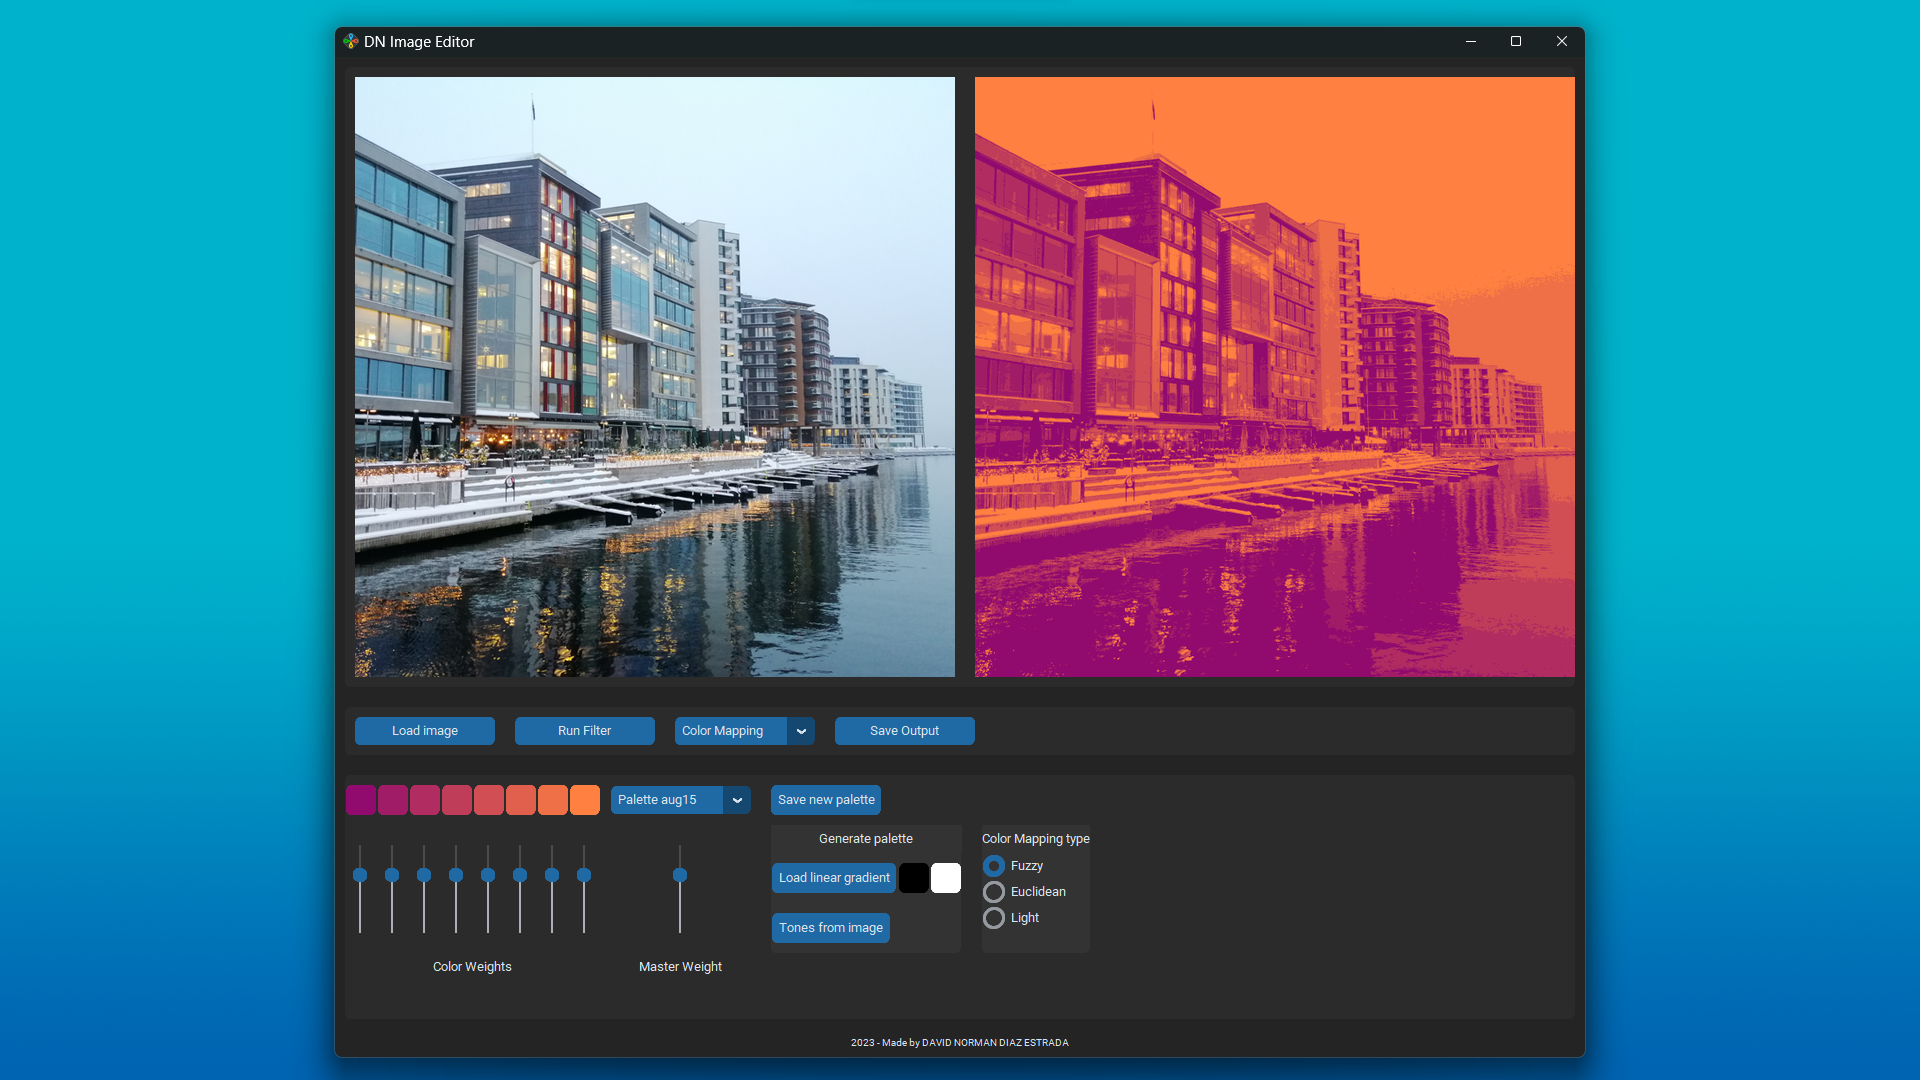 DN Image Editor
Load image
Run Filter
Color Mapping
Save Output
Palette aug15
Save new palette
Generate palette
Load linear gradient
Tones from image
Color Mapping type
Fuzzy
Euclidean
Light
Color Weights
Master Weight
2023 - Made by DAVID NORMAN DIAZ ESTRADA